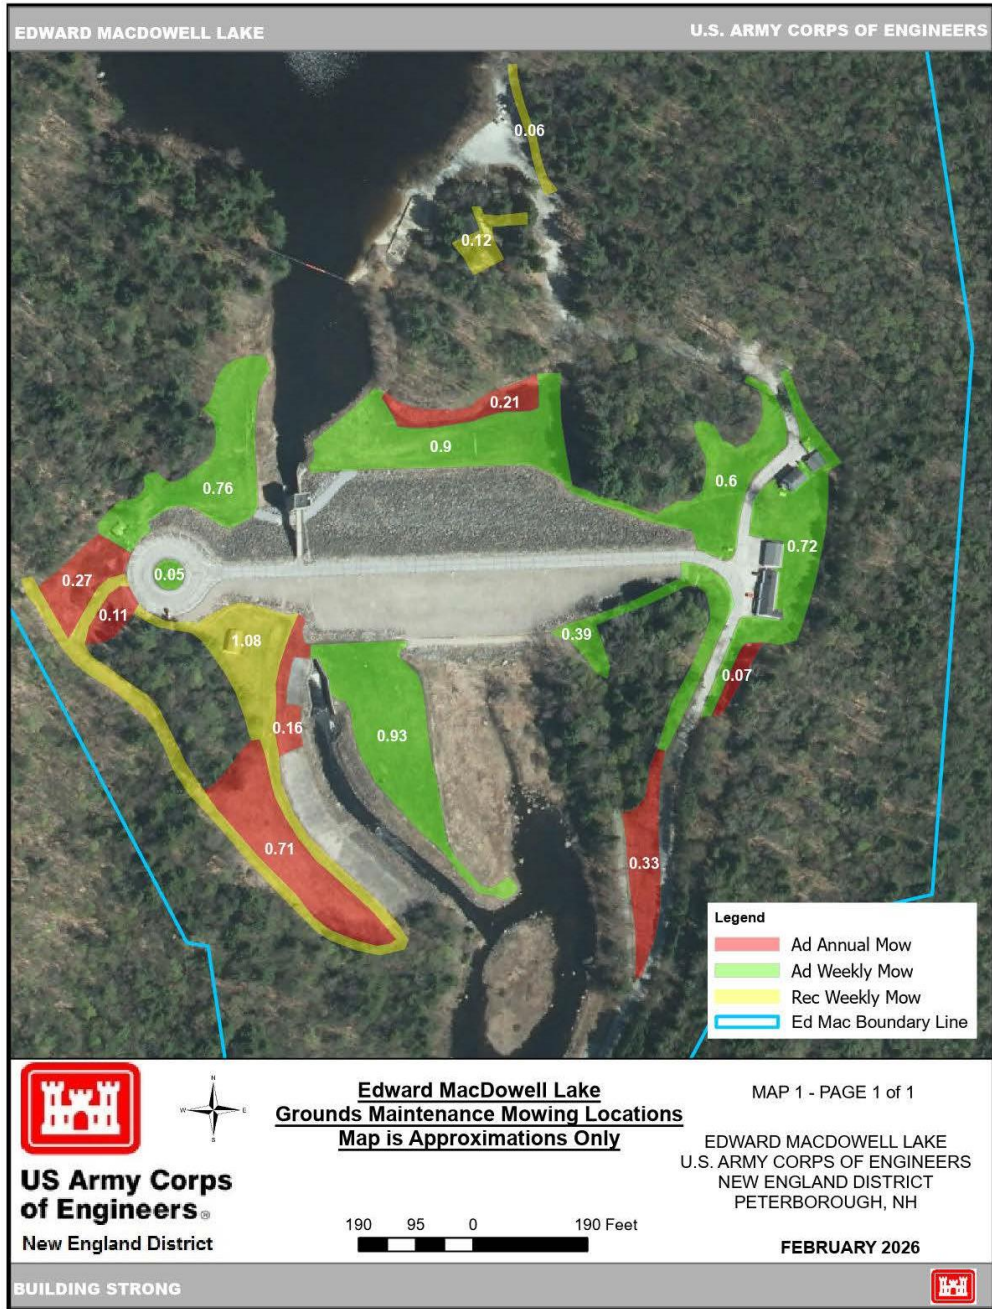 EDWARD MACDOWELL LAKE
U.S. ARMY CORPS OF ENGINEERS
0.06
0.12
0.21
0.9
0.76
0.6
0.72
0.05
0.27
0.11
1.08
0.39
0.07
0.16
0.93
0.71
0.33
Legend
Ad Annual Mow
Ad Weekly Mow
Rec Weekly Mow
Ed Mac Boundary Line
US Army Corps
of Engineers®
New England District
N
W E
S
Edward MacDowell Lake
Grounds Maintenance Mowing Locations
Map is Approximations Only
190 95 0 190 Feet
MAP 1 - PAGE 1 of 1
EDWARD MACDOWELL LAKE
U.S. ARMY CORPS OF ENGINEERS
NEW ENGLAND DISTRICT
PETERBOROUGH, NH
FEBRUARY 2026
BUILDING STRONG